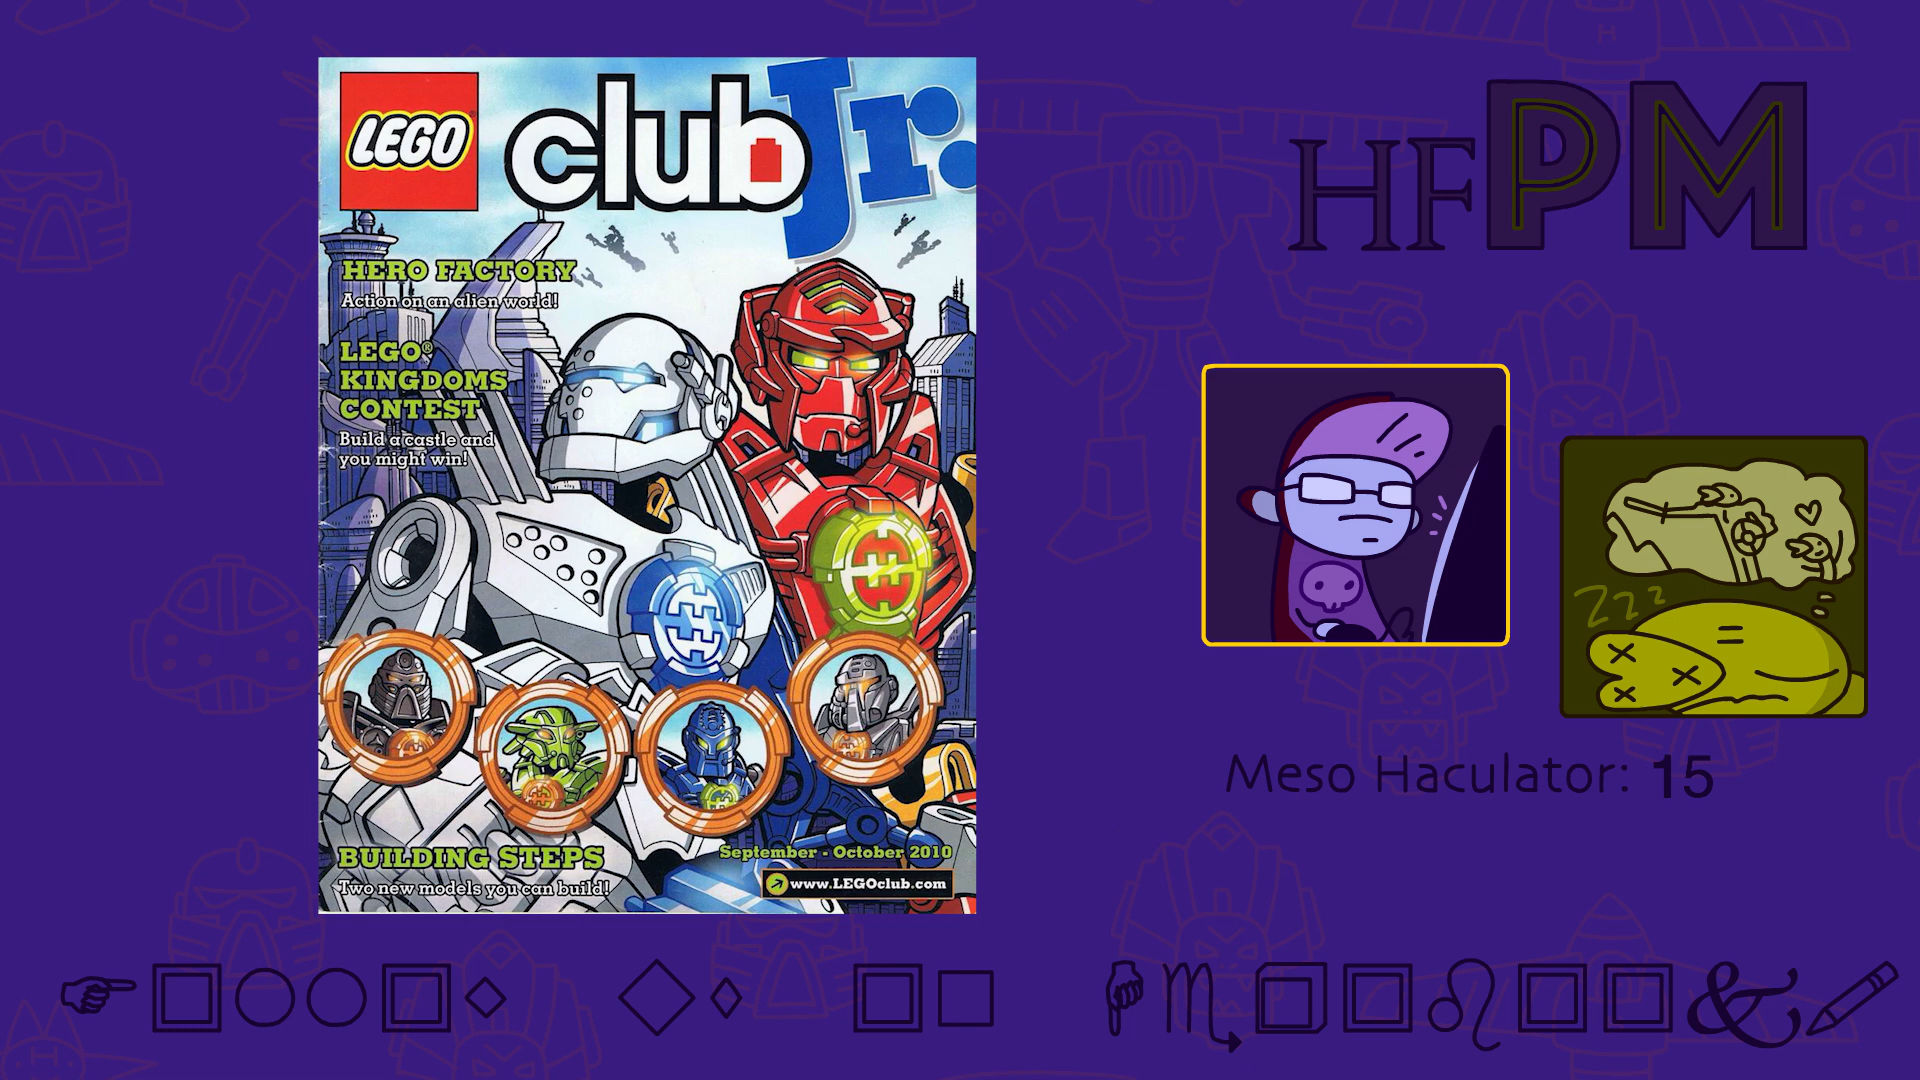 LEGO club Jr.
HERO FACTORY
Action on an alien world!
LEGO®
KINGDOMS
CONTEST
Build a castle and
you might win!
BUILDING STEPS
Two new models you can build!
September - October 2010
www.LEGOclub.com
HFPM
Zzz
Meso Haculator: 15